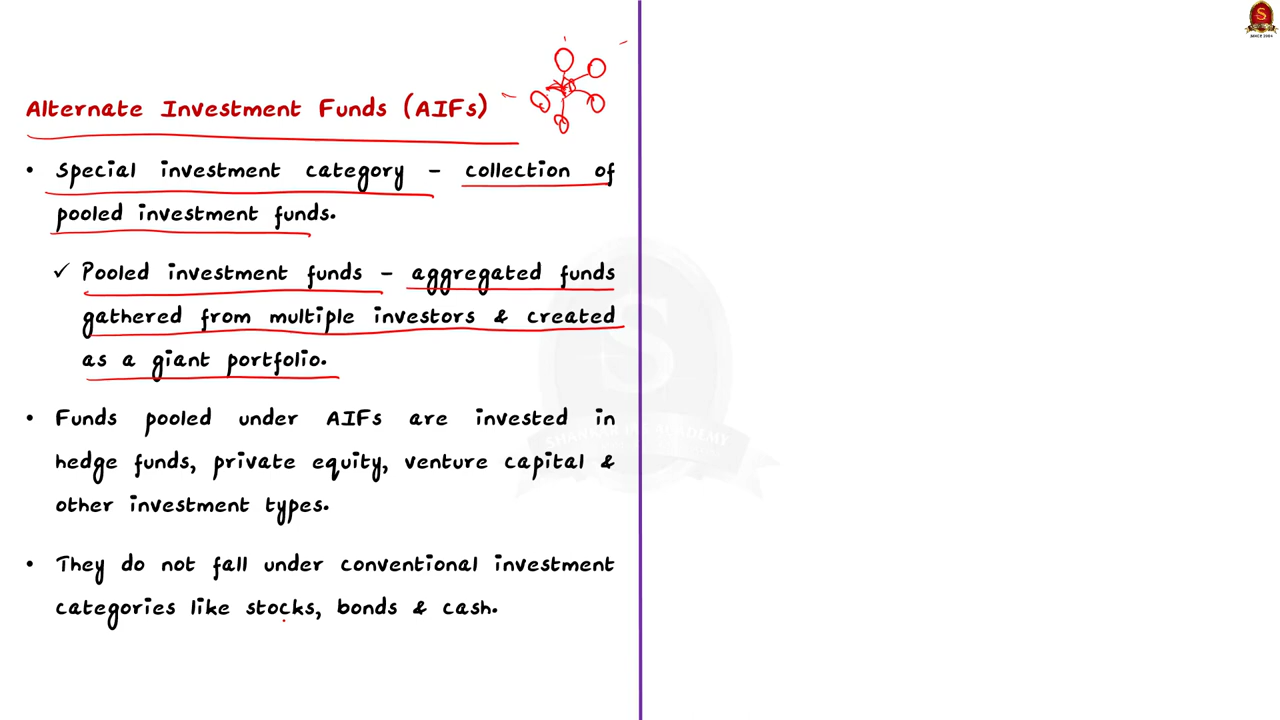 Alternate Investment Funds (AIFs)
• Special investment category - collection of
pooled investment funds.
✓ Pooled investment funds - aggregated funds
gathered from multiple investors & created
as a giant portfolio.
• Funds pooled under AIFs are invested in
hedge funds, private equity, venture capital &
other investment types.
• They do not fall under conventional investment
categories like stocks, bonds & cash.
S
SINCE 2004